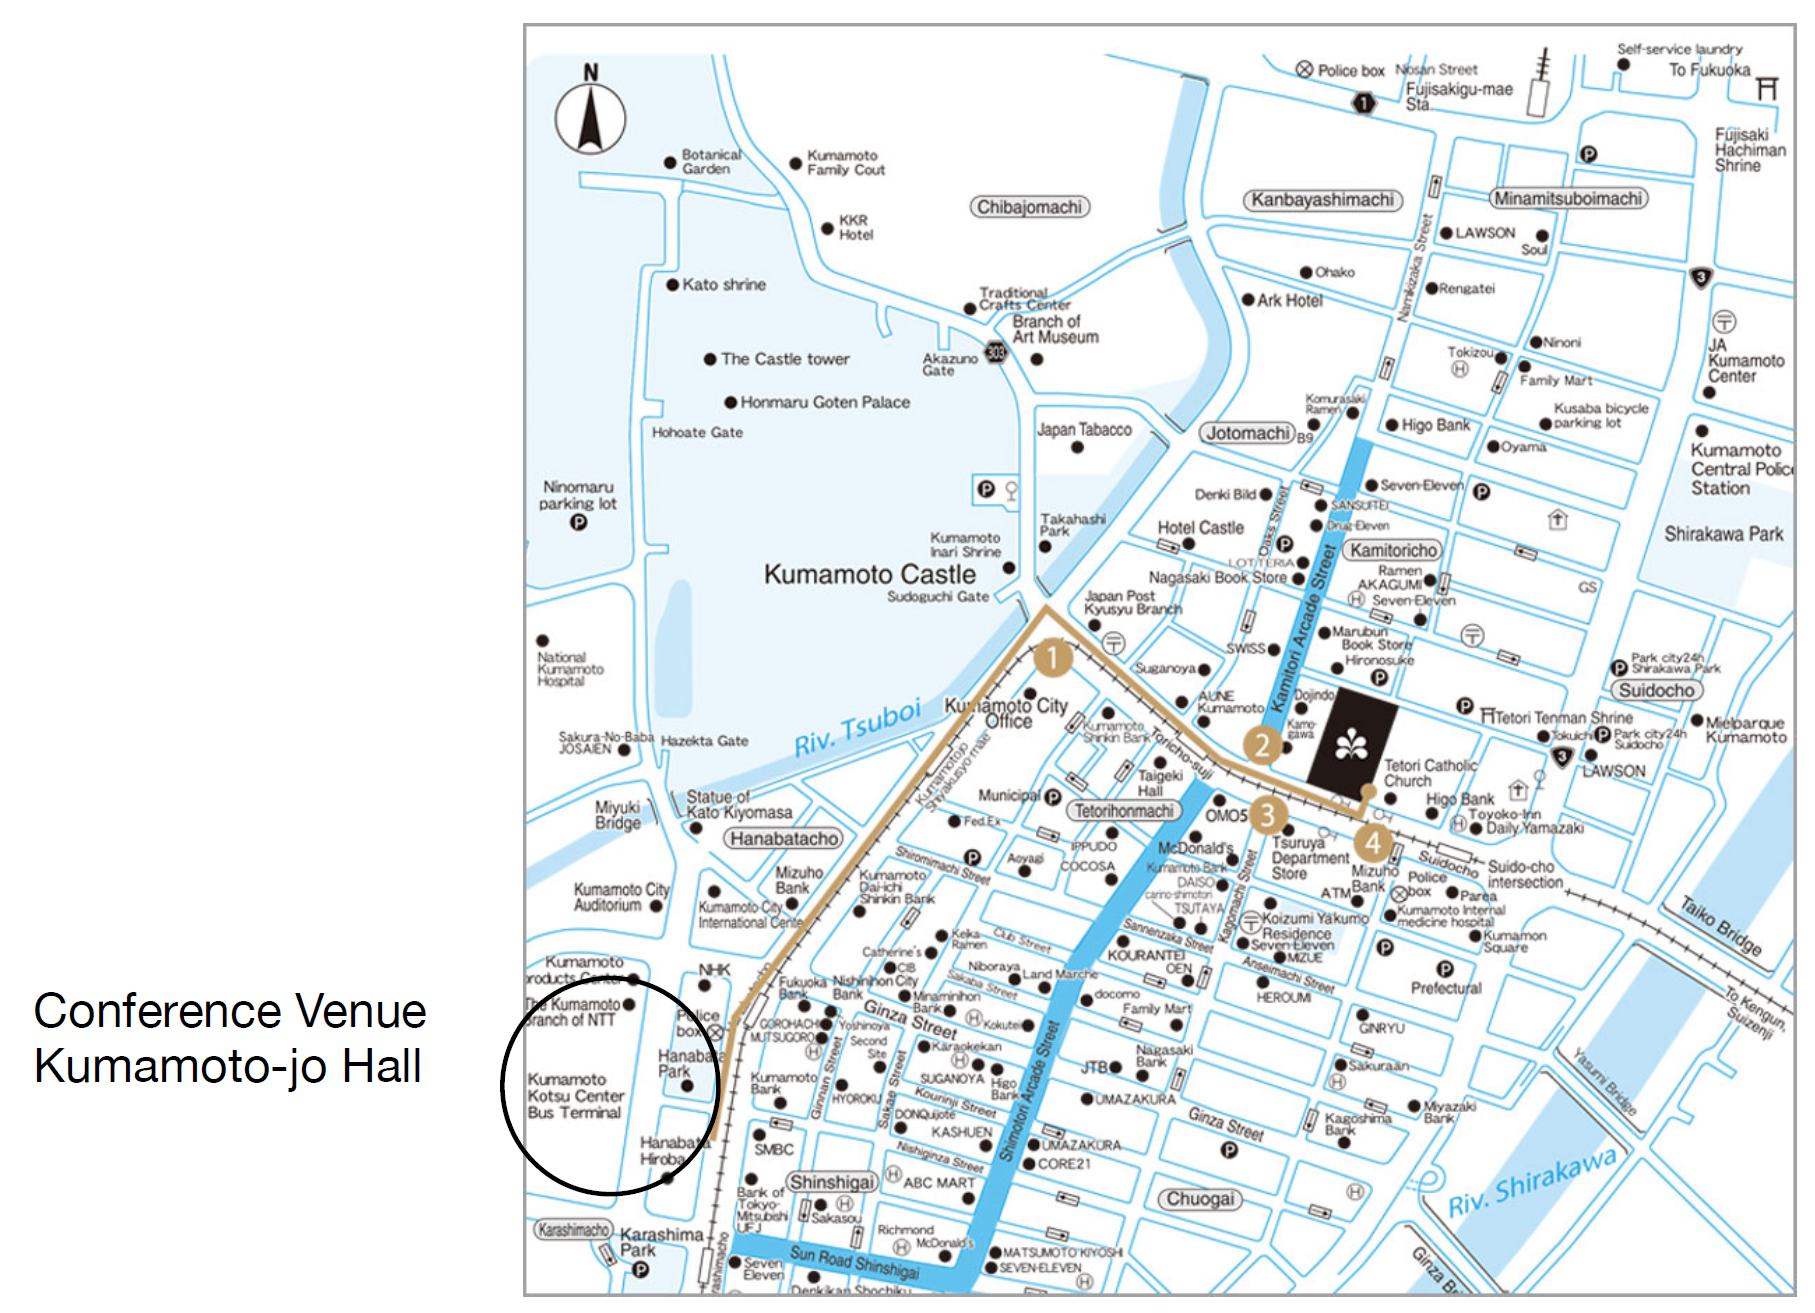 Conference Venue
Kumamoto-jo Hall
N
Self-service laundry
To Fukuoka
Police box
Nosan Street
Fujisakigu-mae
Sta.
1
Fujisaki
Hachiman
Shrine
P
Botanical
Garden
Kumamoto
Family Cout
Chibajomachi
Kanbayashimachi
Minamitsuboimachi
KKR
Hotel
LAWSON
Soul
Namikizaka Street
Kato shrine
Ohako
Rengatei
3
Traditional
Crafts Center
Ark Hotel
Branch of
Art Museum
303
Akazuno
Gate
The Castle tower
Ninoni
Tokizou
H
Family Mart
JA
Kumamoto
Center
Honmaru Goten Palace
Hohoate Gate
Komurasaki
Ramen
Kusaba bicycle
parking lot
Japan Tabacco
Jotomachi
B9
Higo Bank
Oyama
Kumamoto
Central Police
Station
Ninomaru
parking lot
P
P
Denki Bild
Seven-Eleven
P
SANSUITEI
Drug Eleven
Oaks Street
P
Takahashi
Park
Hotel Castle
Kumamoto
Inari Shrine
Shirakawa Park
Kamitoricho
LOTTERIA
Nagasaki Book Store
Ramen
AKAGUMI
H
Seven-Eleven
GS
Kumamoto Castle
Sudoguchi Gate
Japan Post
Kyusyu Branch
Kamitori Arcade Street
National
Kumamoto
Hospital
1
SWISS
Marubun
Book Store
Hironosuke
P
Suganoya
Park city24h
Shirakawa Park
P
Suidocho
Kumamoto City
Office
AUNE
Kumamoto
Dojindo
Kamo-
gawa
P
Tetori Tenman Shrine
Mielparque
Kumamoto
Riv. Tsuboi
Sakura-No-Baba
JOSAIEN
Hazekta Gate
Kumamoto
Shinkin Bank
Toricho-suji
2
Tokuichi
P
Park city24h
Suidocho
3
LAWSON
Kumamotojo
Shiyakusyo-mae
Taigeki
Hall
Tetori Catholic
Church
Miyuki
Bridge
Statue of
Kato Kiyomasa
Municipal
P
Tetorihonmachi
OMO5
3
Higo Bank
H
Toyoko-Inn
Daily Yamazaki
Hanabatacho
Fed.Ex
IPPUDO
McDonald's
Tsuruya
Department
Store
4
Suidocho
Suido-cho
intersection
Shiromimachi Street
P
Aoyagi
COCOSA
Kumamoto Bank
DAISO
carino-shimotori
TSUTAYA
Kagomachi Street
Mizuho
Bank
ATM
Police
box
Parea
Mizuho
Bank
Kumamoto
Dai-ichi
Shinkin Bank
Kumamoto City
Auditorium
Kumamoto City
International Cente
Koizumi Yakumo
Residence
Kumamoto Internal
medicine hospital
Kumamon
Square
Taiko Bridge
Keika
Ramen
Club Street
Sannenzaka Street
Seven-Eleven
MIZUE
P
Catherine's
CIB
KOURANTEI
OEN
Anseimachi Street
P
Prefectural
Kumamoto
roducts Center
NHK
Niboraya
Land Marche
Sakaba Street
HEROUMI
To Kengun,
Suizenji
The Kumamoto
Branch of NTT
Police
box
Fukuoka
Bank
Nishinihon City
Bank
Minaminihon
Bank
docomo
Family Mart
GINRYU
GOROHACHI
MUTSUGORO
H
Yoshinoya
Ginza Street
H
Kokutei
Second
Site
Karaokekan
H
Hanabata
Park
Nagasaki
Bank
JTB
Sakuraan
H
Yasumi Bridge
Kumamoto
Kotsu Center
Bus Terminal
Kumamoto
Bank
Ginnan Street
HYOROKU
Sakae Street
SUGANOYA
Higo
Bank
Kourinji Street
UMAZAKURA
Miyazaki
Bank
Kagoshima
Bank
Ginza Street
P
DONQuijote
KASHUEN
Shimotori Arcade Street
Hanabata
Hiroba
SMBC
Nishiginza Street
UMAZAKURA
CORE21
Shinshigai
H
ABC MART
Chuogai
H
Riv. Shirakawa
Bank of
Tokyo-
Mitsubishi
UFJ
Sakasou
H
Karashimacho
Karashima
Park
P
Richmond
H
McDonald's
MATSUMOTO KIYOSHI
SEVEN-ELEVEN
H
Ginza Br
arashimacho
Sun Road Shinshigai
Seven
Eleven
Denkikan Shochiku